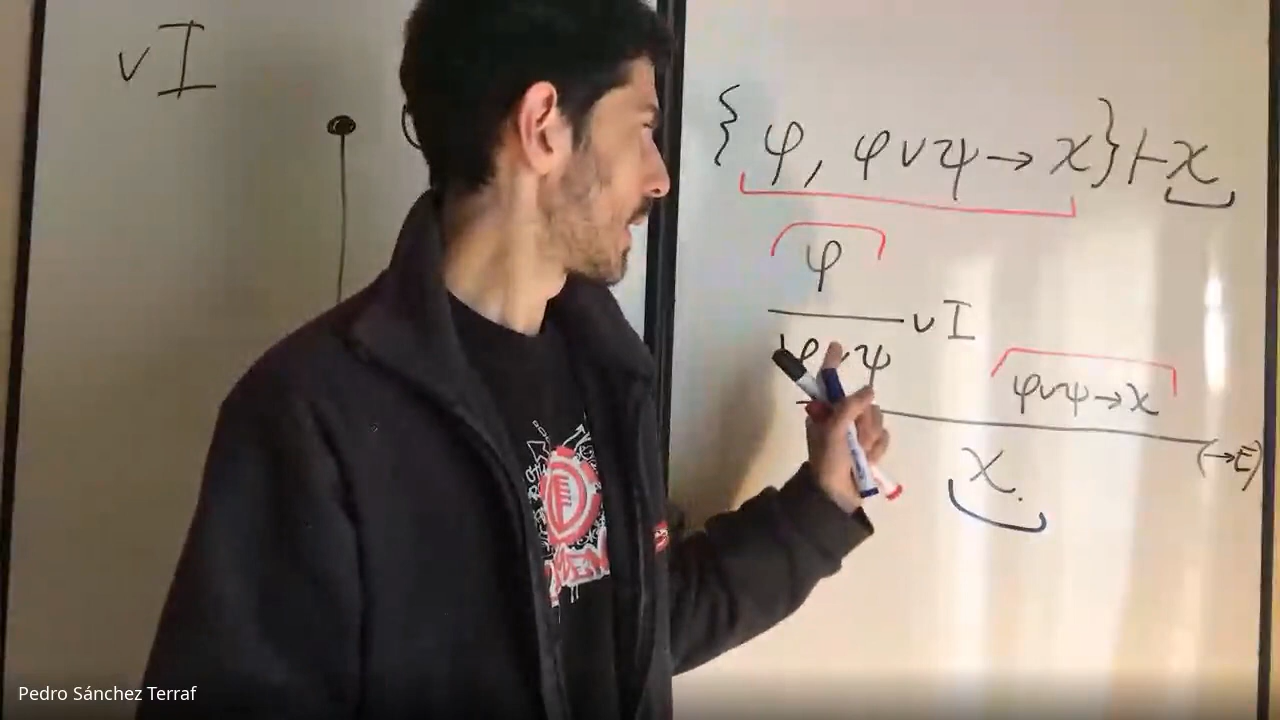 ∨I
{φ, φ∨ψ→χ}⊢χ
φ
∨I
φ∨ψ
φ∨ψ→χ
(→E)
χ.
Pedro Sánchez Terraf